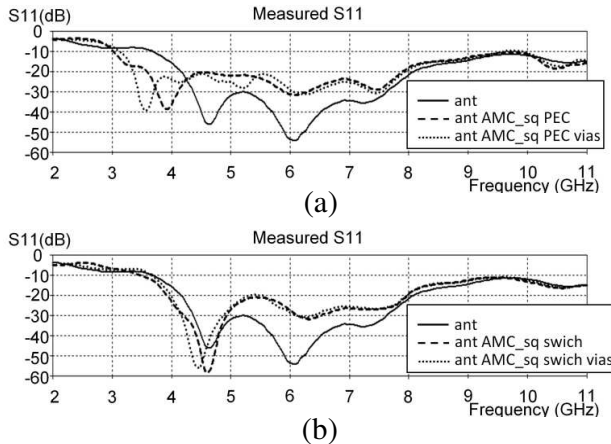 S11(dB)
Measured S11
0
-10
-20
-30
-40
-50
-60
ant
ant AMC_sq PEC
ant AMC_sq PEC vias
2 3 4 5 6 7 8 9 10 11
Frequency (GHz)
(a)
S11(dB)
Measured S11
0
-10
-20
-30
-40
-50
-60
ant
ant AMC_sq swich
ant AMC_sq swich vias
2 3 4 5 6 7 8 9 10 11
Frequency (GHz)
(b)